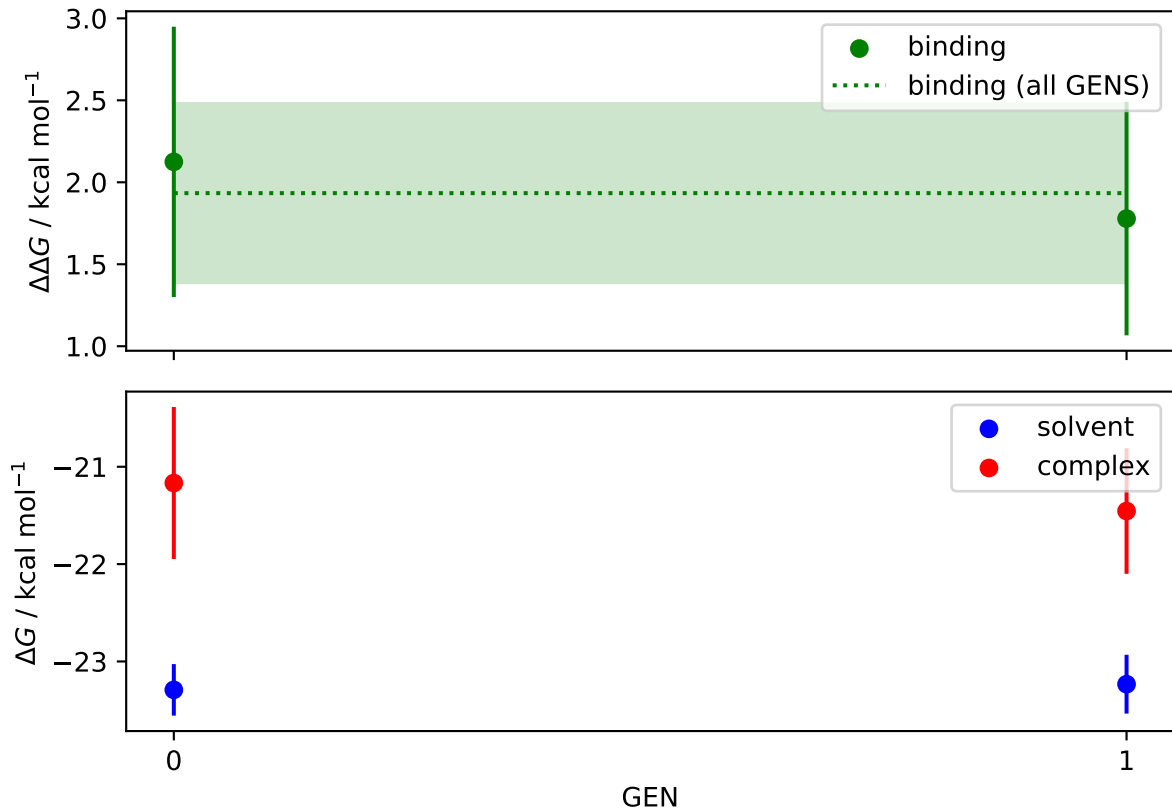 3.0
2.5
2.0
1.5
1.0
ΔΔG / kcal mol⁻¹
binding
binding (all GENS)
−21
−22
−23
ΔG / kcal mol⁻¹
solvent
complex
0
1
GEN